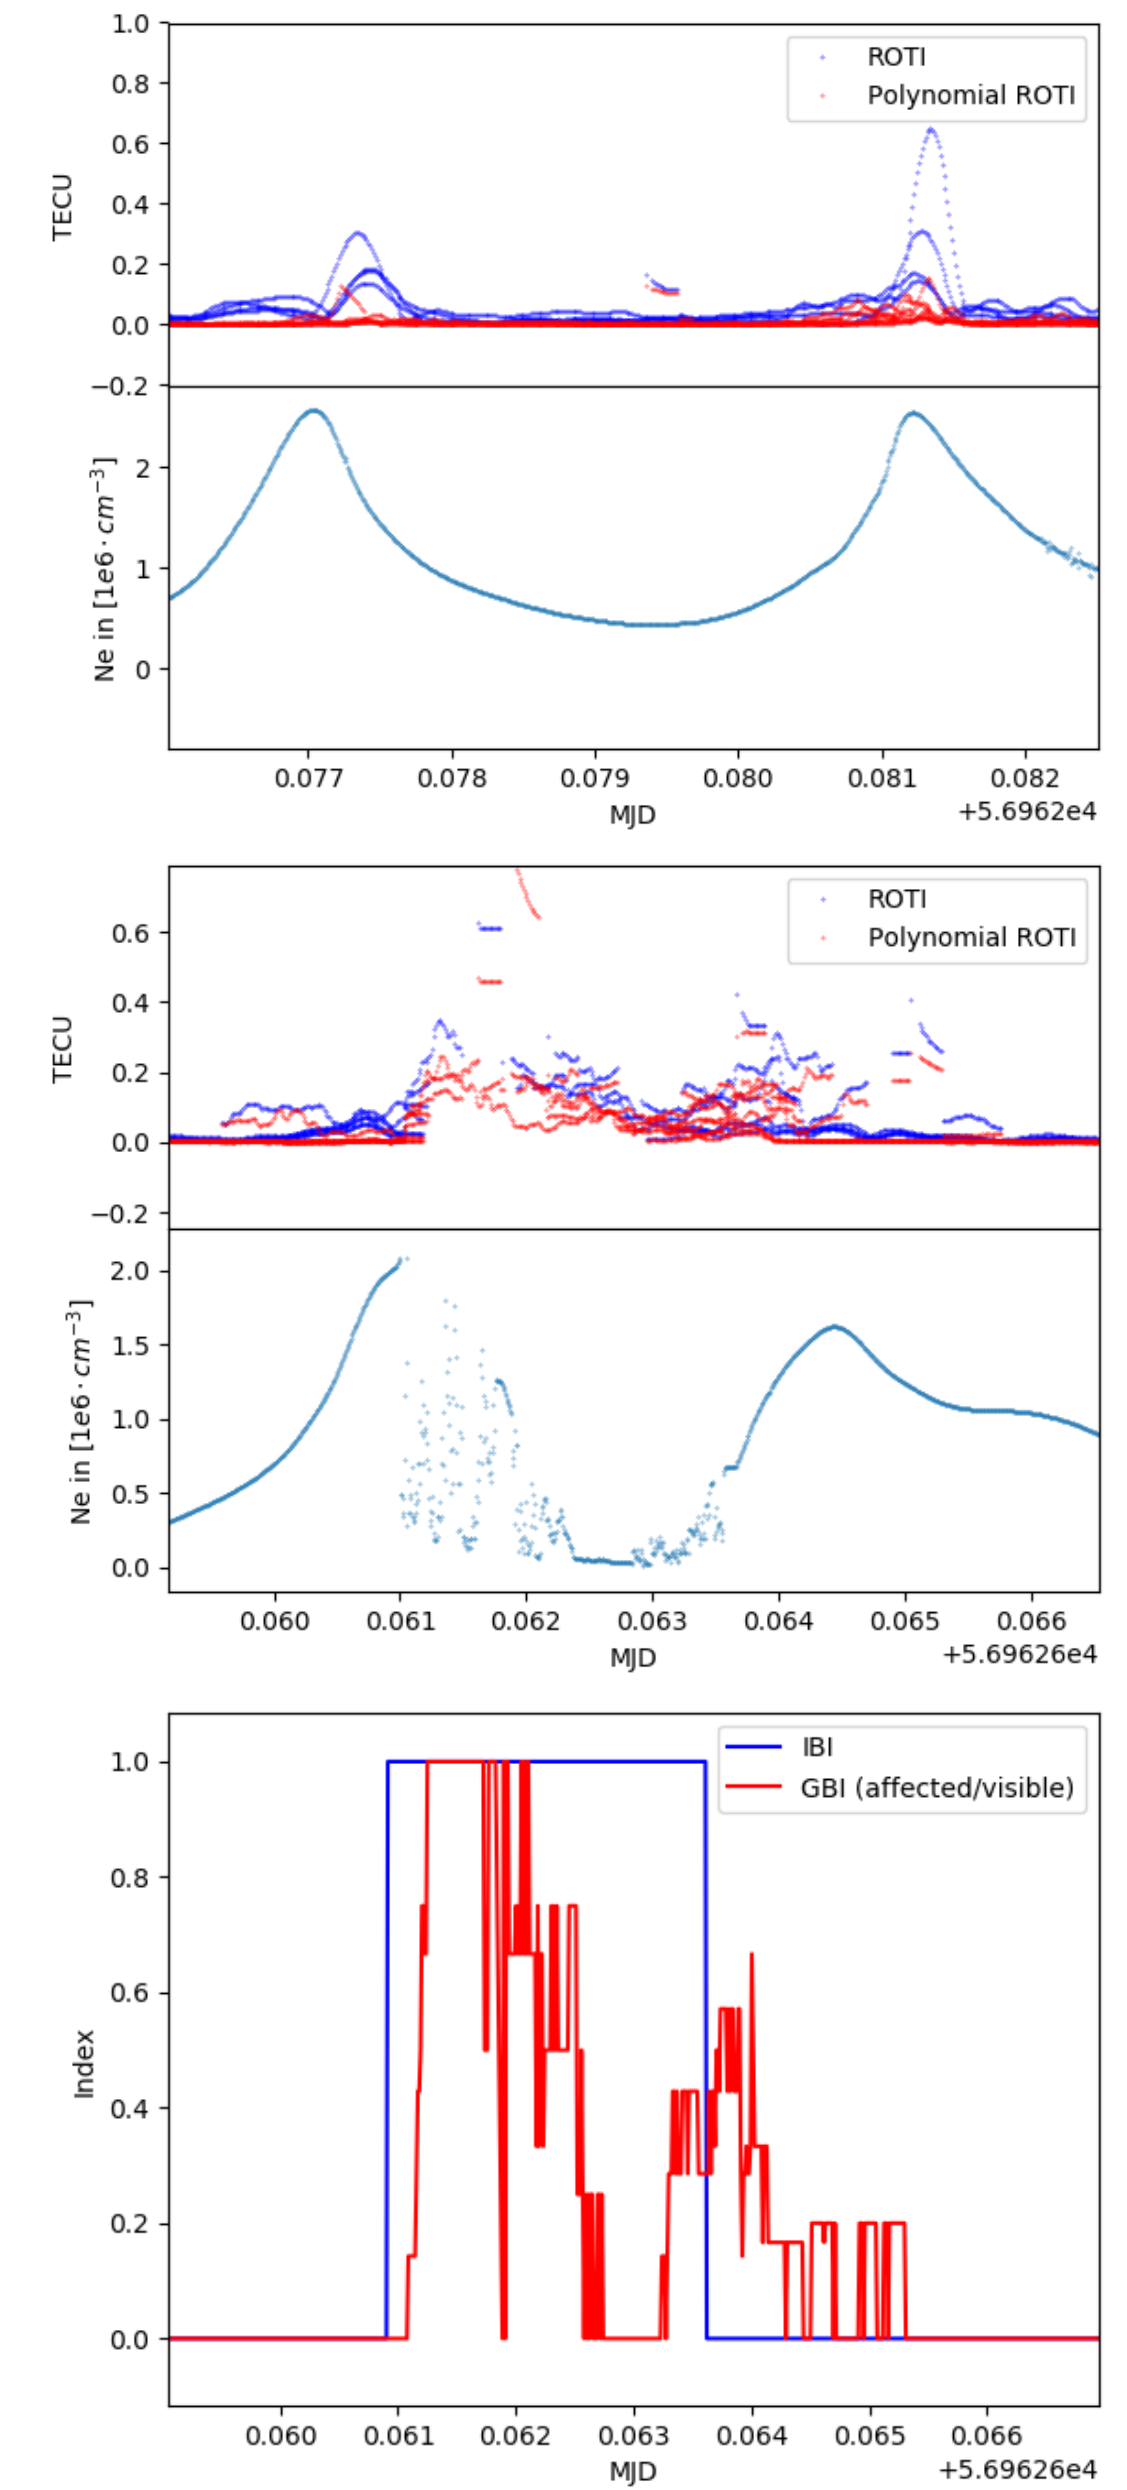 1.0
0.8
0.6
0.4
0.2
0.0
−0.2
TECU
ROTI
Polynomial ROTI
2
1
0
Ne in [1e6 · cm⁻³]
0.077 0.078 0.079 0.080 0.081 0.082
MJD
+5.6962e4
0.6
0.4
0.2
0.0
−0.2
TECU
ROTI
Polynomial ROTI
2.0
1.5
1.0
0.5
0.0
Ne in [1e6 · cm⁻³]
0.060 0.061 0.062 0.063 0.064 0.065 0.066
MJD
+5.69626e4
1.0
0.8
0.6
0.4
0.2
0.0
Index
IBI
GBI (affected/visible)
0.060 0.061 0.062 0.063 0.064 0.065 0.066
MJD
+5.69626e4